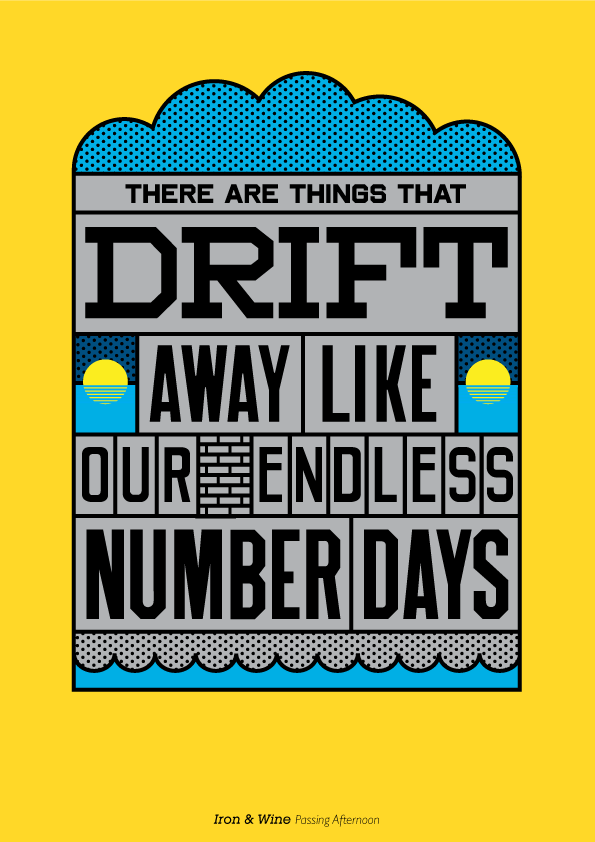 THERE ARE THINGS THAT
DRIFT
AWAY LIKE
OUR ENDLESS
NUMBER DAYS
Iron & Wine Passing Afternoon